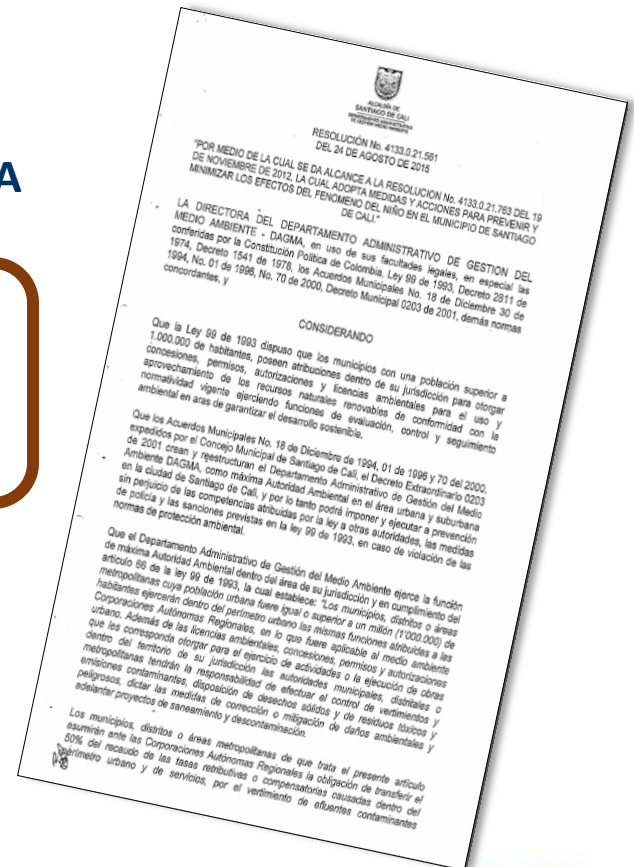 A
ALCALDÍA DE
SANTIAGO DE CALI
DEPARTAMENTO ADMINISTRATIVO
DE GESTIÓN MEDIO AMBIENTE
RESOLUCIÓN No. 4133.0.21.561
DEL 24 DE AGOSTO DE 2015
"POR MEDIO DE LA CUAL SE DA ALCANCE A LA RESOLUCION No. 4133.0.21.763 DEL 19
DE NOVIEMBRE DE 2012, LA CUAL ADOPTA MEDIDAS Y ACCIONES PARA PREVENIR Y
MINIMIZAR LOS EFECTOS DEL FENOMENO DEL NIÑO EN EL MUNICIPIO DE SANTIAGO
DE CALI."
LA DIRECTORA DEL DEPARTAMENTO ADMINISTRATIVO DE GESTION DEL
MEDIO AMBIENTE - DAGMA, en uso de sus facultades legales, en especial las
conferidas por la Constitución Política de Colombia, Ley 99 de 1993, Decreto 2811 de
1974, Decreto 1541 de 1978, los Acuerdos Municipales No. 18 de Diciembre 30 de
1994, No. 01 de 1996, No. 70 de 2000, Decreto Municipal 0203 de 2001, demás normas
concordantes, y
CONSIDERANDO
Que la Ley 99 de 1993 dispuso que los municipios con una población superior a
1.000.000 de habitantes, poseen atribuciones dentro de su jurisdicción para otorgar
concesiones, permisos, autorizaciones y licencias ambientales para el uso y
aprovechamiento de los recursos naturales renovables de conformidad con la
normatividad vigente ejerciendo funciones de evaluación, control y seguimiento
ambiental en aras de garantizar el desarrollo sostenible.
Que los Acuerdos Municipales No. 18 de Diciembre de 1994, 01 de 1996 y 70 del 2000,
expedidos por el Concejo Municipal de Santiago de Cali, el Decreto Extraordinario 0203
de 2001 crean y reestructuran el Departamento Administrativo de Gestión del Medio
Ambiente DAGMA, como máxima Autoridad Ambiental en el área urbana y suburbana
en la ciudad de Santiago de Cali, y por lo tanto podrá imponer y ejecutar a prevención
sin perjuicio de las competencias atribuidas por la ley a otras autoridades, las medidas
de policía y las sanciones previstas en la ley 99 de 1993, en caso de violación de las
normas de protección ambiental.
Que el Departamento Administrativo de Gestión del Medio Ambiente ejerce la función
de máxima Autoridad Ambiental dentro del área de su jurisdicción y en cumplimiento del
artículo 66 de la ley 99 de 1993, la cual establece: "Los municipios, distritos o áreas
metropolitanas cuya población urbana fuere igual o superior a un millón (1'000.000) de
habitantes ejercerán dentro del perímetro urbano las mismas funciones atribuidas a las
Corporaciones Autónomas Regionales, en lo que fuere aplicable al medio ambiente
urbano. Además de las licencias ambientales, concesiones, permisos y autorizaciones
que les corresponda otorgar para el ejercicio de actividades o la ejecución de obras
dentro del territorio de su jurisdicción las autoridades municipales, distritales o
metropolitanas tendrán la responsabilidad de efectuar el control de vertimientos y
emisiones contaminantes, disposición de desechos sólidos y de residuos tóxicos y
peligrosos, dictar las medidas de corrección o mitigación de daños ambientales y
adelantar proyectos de saneamiento y descontaminación.
Los municipios, distritos o áreas metropolitanas de que trata el presente artículo
asumirán ante las Corporaciones Autónomas Regionales la obligación de transferir el
50% del recaudo de las tasas retributivas o compensatorias causadas dentro del
perímetro urbano y de servicios, por el vertimiento de efluentes contaminantes